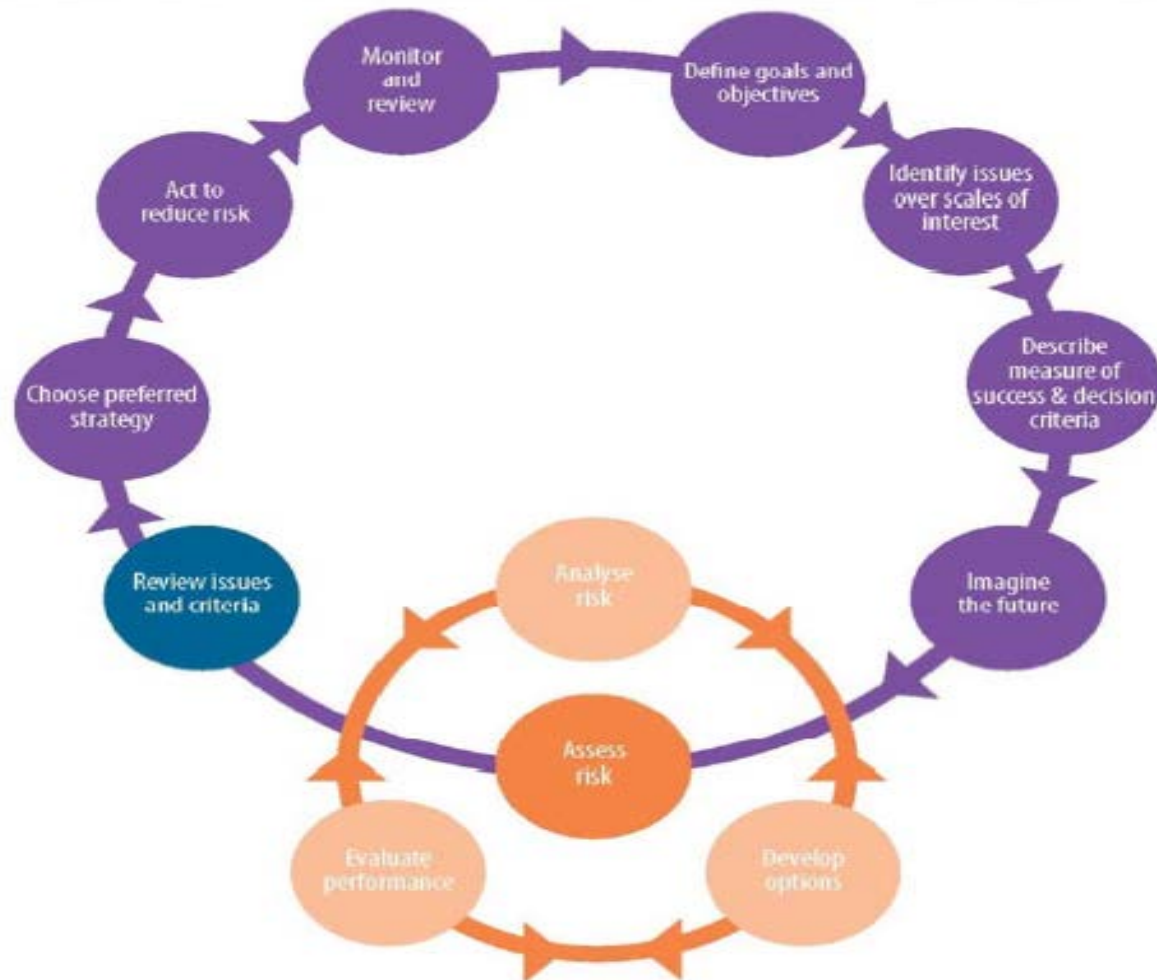 Monitor
and
review
Define goals and
objectives
Act to
reduce risk
Identify issues
over scales of
interest
Choose preferred
strategy
Describe
measure of
success & decision
criteria
Review issues
and criteria
Analyse
risk
Imagine
the future
Assess
risk
Evaluate
performance
Develop
options